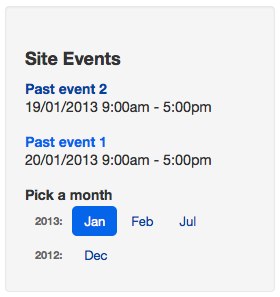 Site Events
Past event 2
19/01/2013 9:00am - 5:00pm
Past event 1
20/01/2013 9:00am - 5:00pm
Pick a month
2013: Jan Feb Jul
2012: Dec